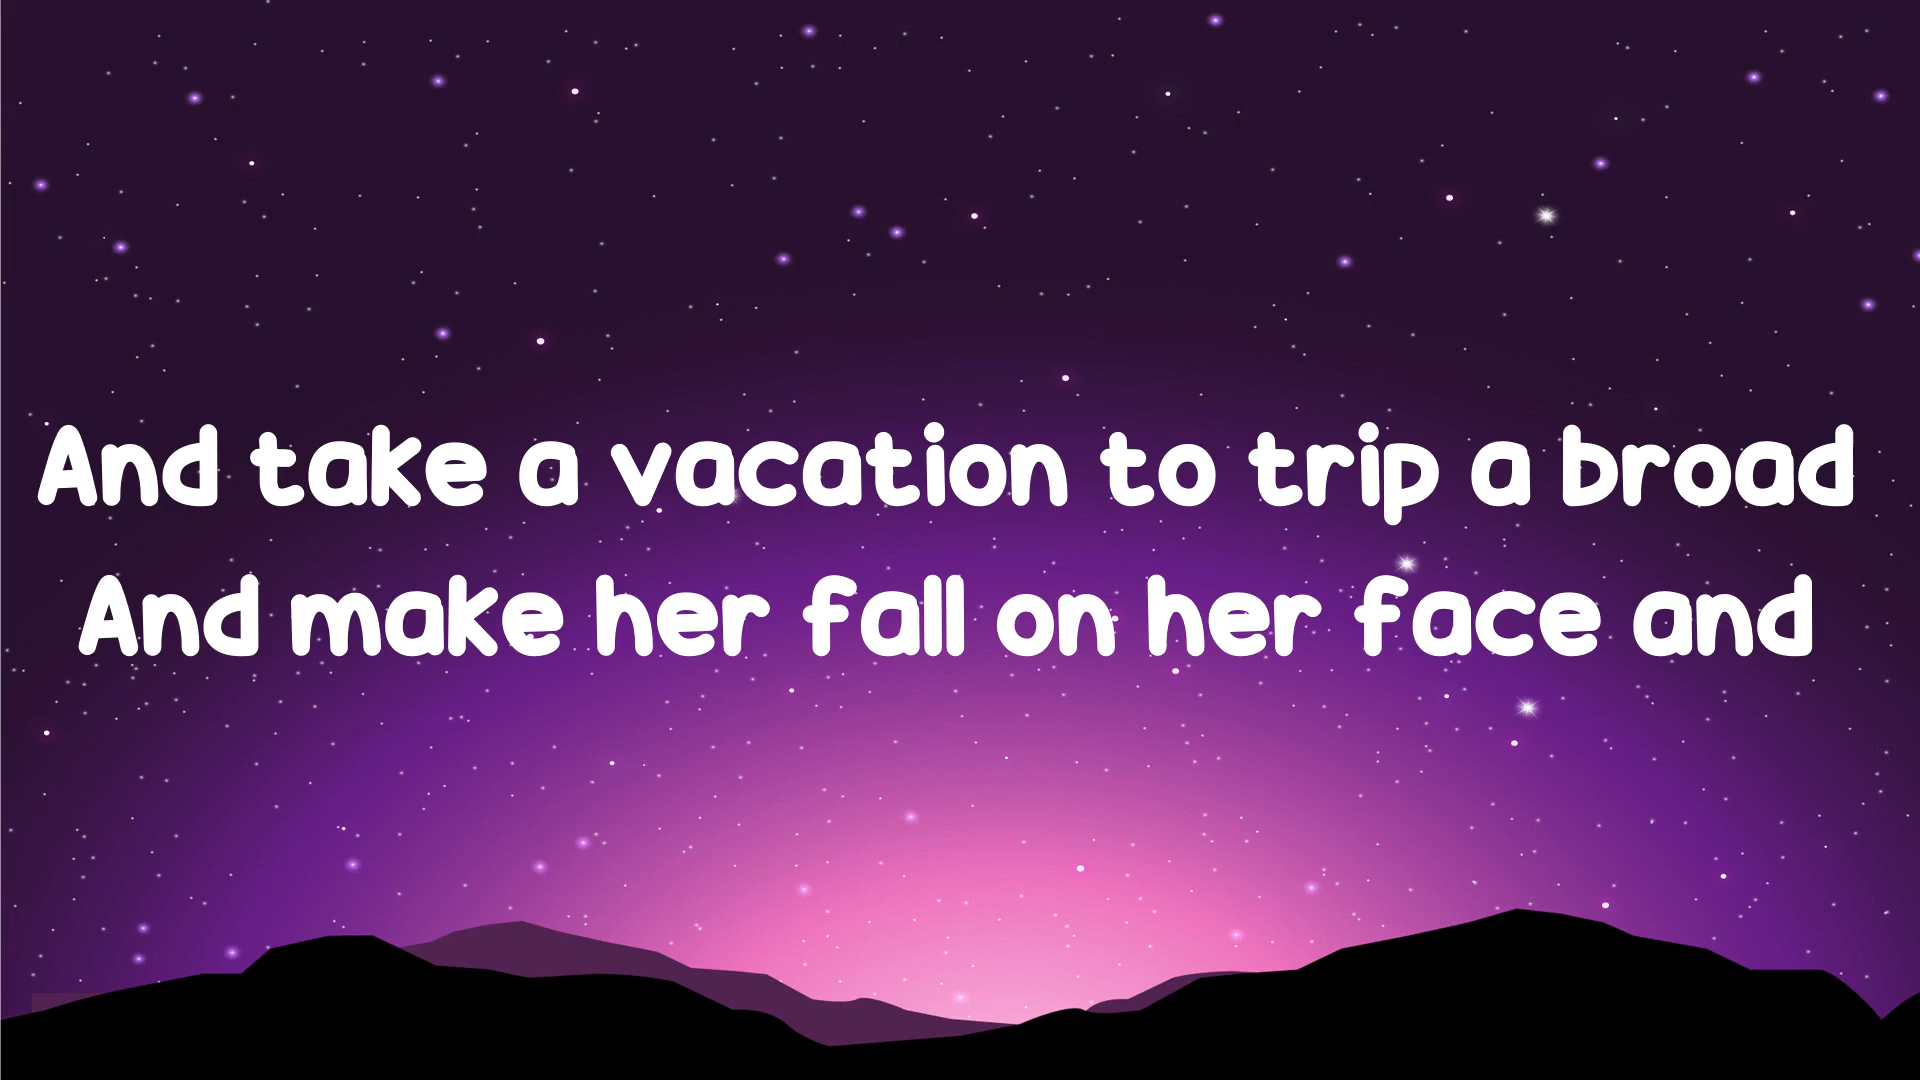 And take a vacation to trip a broad
And make her fall on her face and